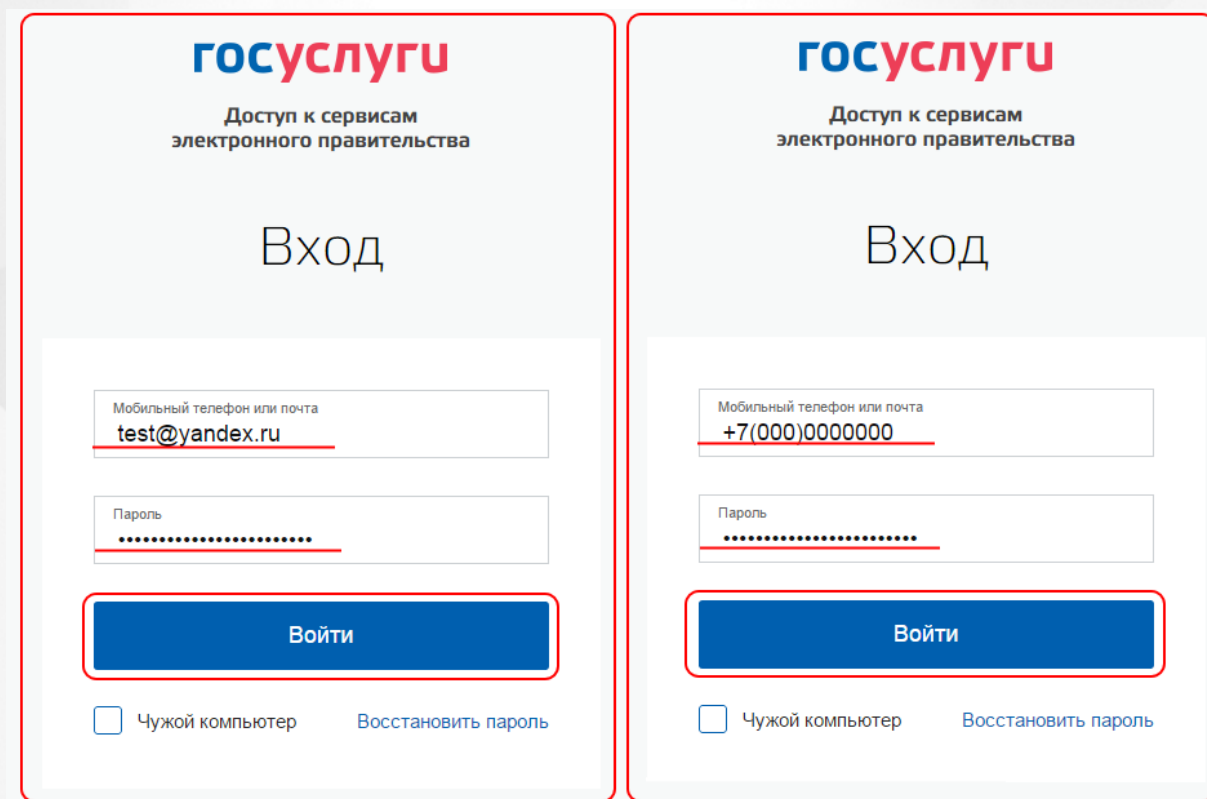 госуслуги
Доступ к сервисам
электронного правительства
Вход
Мобильный телефон или почта
test@yandex.ru
Пароль
••••••••••••••••••••••••
Войти
Чужой компьютер
Восстановить пароль
госуслуги
Доступ к сервисам
электронного правительства
Вход
Мобильный телефон или почта
+7(000)0000000
Пароль
••••••••••••••••••••••••
Войти
Чужой компьютер
Восстановить пароль